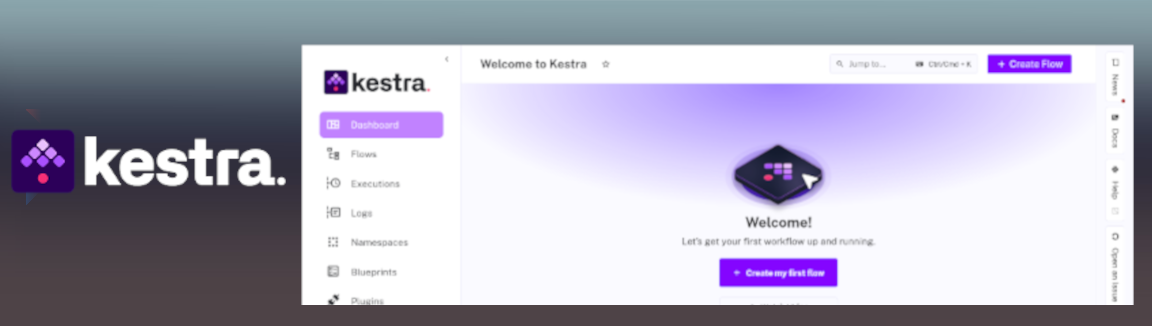 kestra.
kestra.
Dashboard
Flows
Executions
Logs
Namespaces
Blueprints
Plugins
Welcome to Kestra
Jump to...
Ctrl/Cmd + K
+ Create Flow
Welcome!
Let's get your first workflow up and running.
+ Create my first flow
News
Docs
Help
Open an Issue